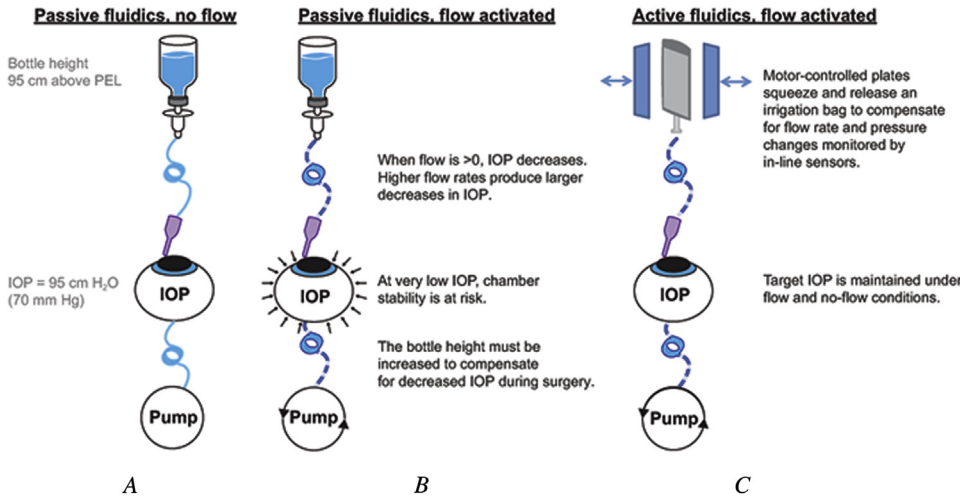 Passive fluidics, no flow
Bottle height
95 cm above PEL
IOP = 95 cm H₂O
(70 mm Hg)
IOP
Pump
A
Passive fluidics, flow activated
When flow is >0, IOP decreases.
Higher flow rates produce larger
decreases in IOP.
IOP
At very low IOP, chamber
stability is at risk.
The bottle height must be
increased to compensate
for decreased IOP during surgery.
Pump
B
Active fluidics, flow activated
Motor-controlled plates
squeeze and release an
irrigation bag to compensate
for flow rate and pressure
changes monitored by
in-line sensors.
IOP
Target IOP is maintained under
flow and no-flow conditions.
Pump
C